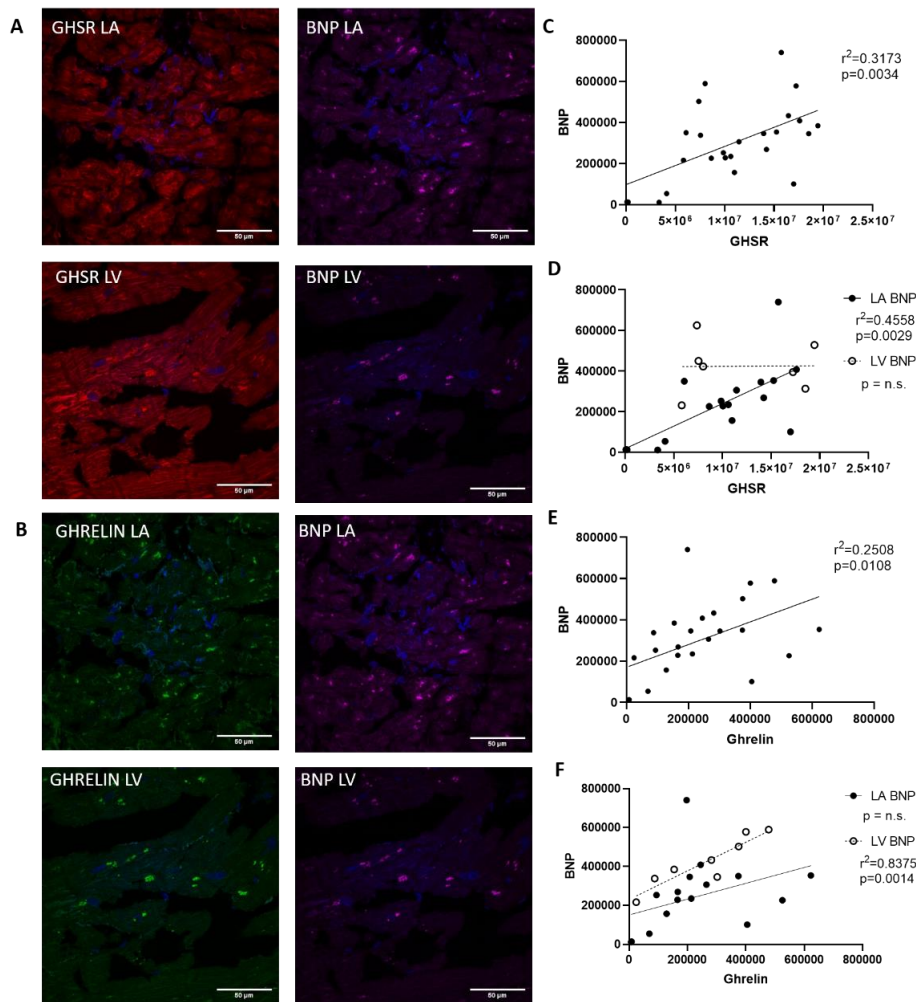 A
GHSR LA
50 µm
BNP LA
50 µm
GHSR LV
50 µm
BNP LV
50 µm
B
GHRELIN LA
50 µm
BNP LA
50 µm
GHRELIN LV
50 µm
BNP LV
50 µm
C
800000
600000
400000
200000
0
BNP
0
5×10⁶
1×10⁷
1.5×10⁷
2×10⁷
2.5×10⁷
GHSR
r²=0.3173
p=0.0034
D
800000
600000
400000
200000
0
BNP
0
5×10⁶
1×10⁷
1.5×10⁷
2×10⁷
2.5×10⁷
GHSR
LA BNP
r²=0.4558
p=0.0029
LV BNP
p = n.s.
E
800000
600000
400000
200000
0
BNP
0
200000
400000
600000
800000
Ghrelin
r²=0.2508
p=0.0108
F
800000
600000
400000
200000
0
BNP
0
200000
400000
600000
800000
Ghrelin
LA BNP
p = n.s.
LV BNP
r²=0.8375
p=0.0014